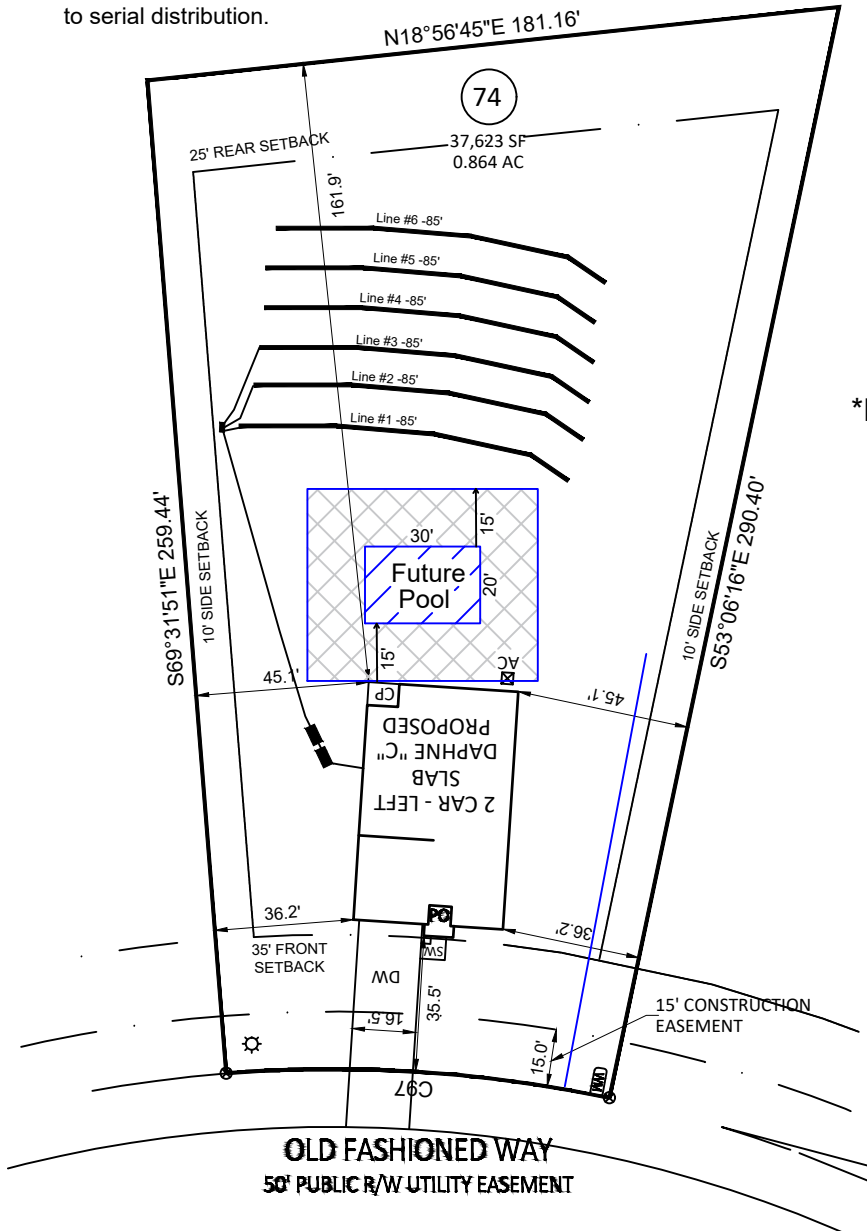 to serial distribution.
N18°56'45"E 181.16'
74
37,623 SF
0.864 AC
25' REAR SETBACK
161.9'
Line #6 -85'
Line #5 -85'
Line #4 -85'
Line #3 -85'
Line #2 -85'
Line #1 -85'
S69°31'51"E 259.44'
10' SIDE SETBACK
S53°06'16"E 290.40'
10' SIDE SETBACK
15'
30'
Future
Pool
20'
15'
45.1'
AC
45.1'
CP
PROPOSED
DAPHNE "C"
SLAB
2 CAR - LEFT
36.2'
PO
36.2'
SW
35' FRONT
SETBACK
DW
35.5'
16.5'
15' CONSTRUCTION
EASEMENT
15.0'
WM
C97
OLD FASHIONED WAY
50' PUBLIC R/W UTILITY EASEMENT